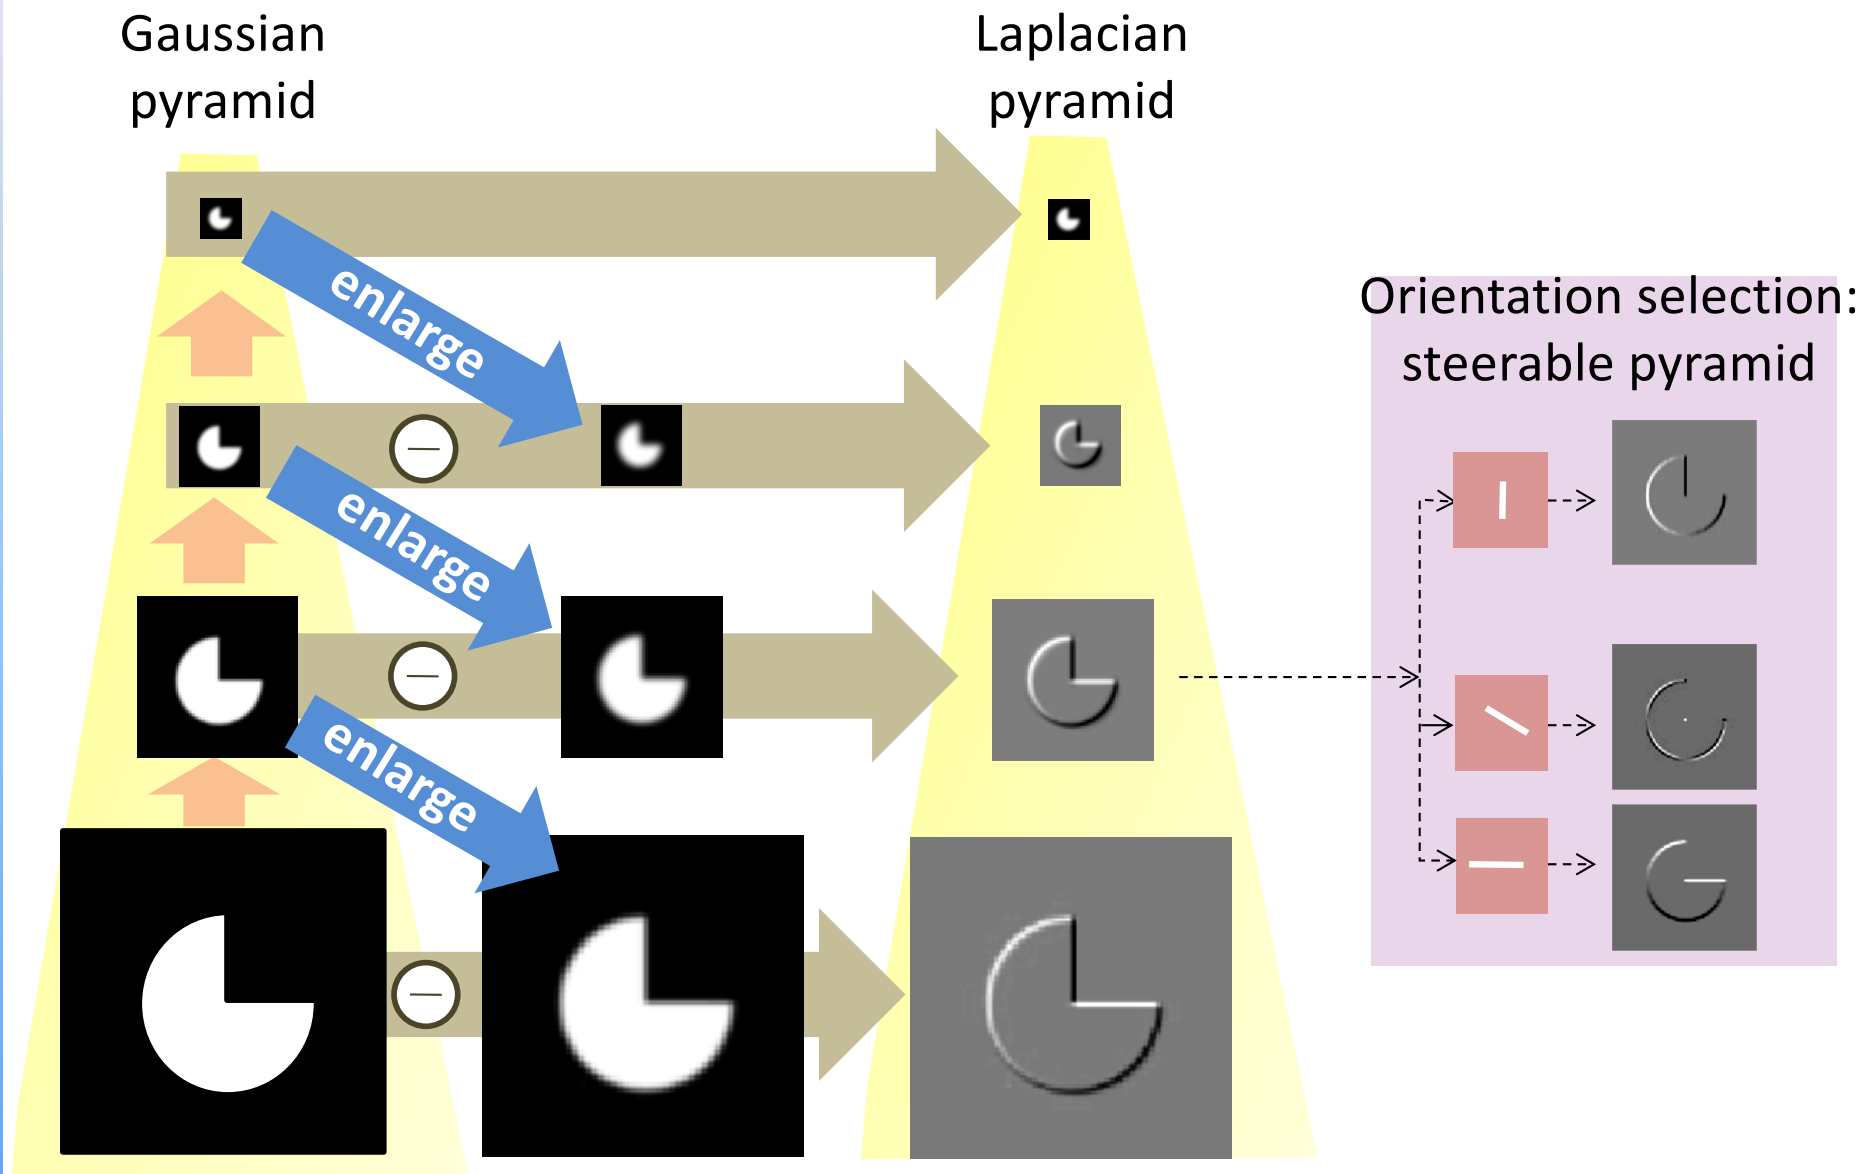 Gaussian
pyramid
Laplacian
pyramid
enlarge
enlarge
enlarge
Orientation selection:
steerable pyramid